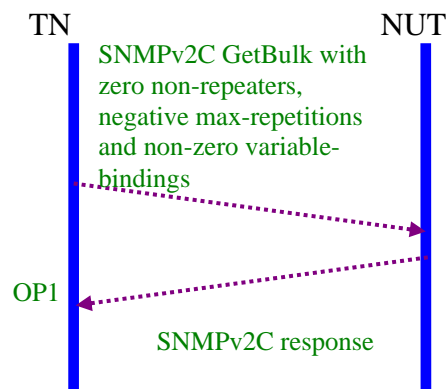 TN
NUT
SNMPv2C GetBulk with
zero non-repeaters,
negative max-repetitions
and non-zero variable-
bindings
OP1
SNMPv2C response